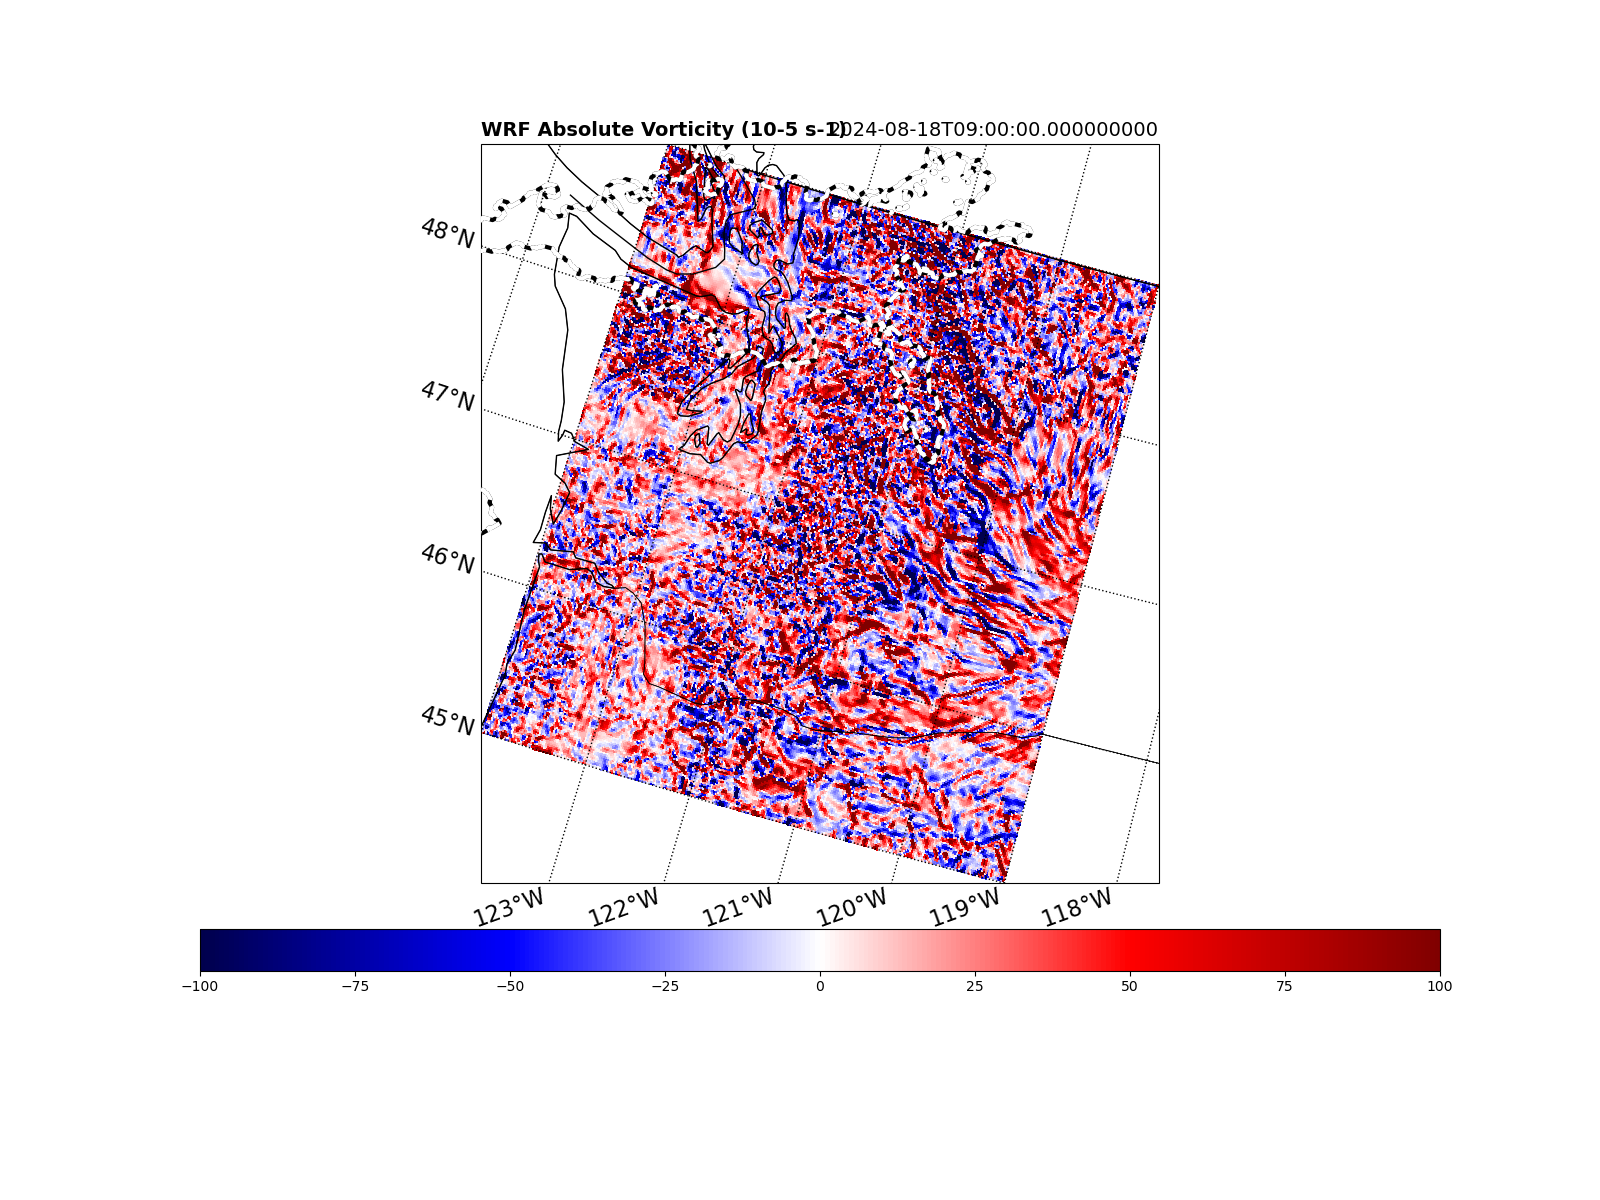 WRF Absolute Vorticity (10-5 s-1)
2024-08-18T09:00:00.000000000
48°N
47°N
46°N
45°N
123°W 122°W 121°W 120°W 119°W 118°W
−100 −75 −50 −25 0 25 50 75 100